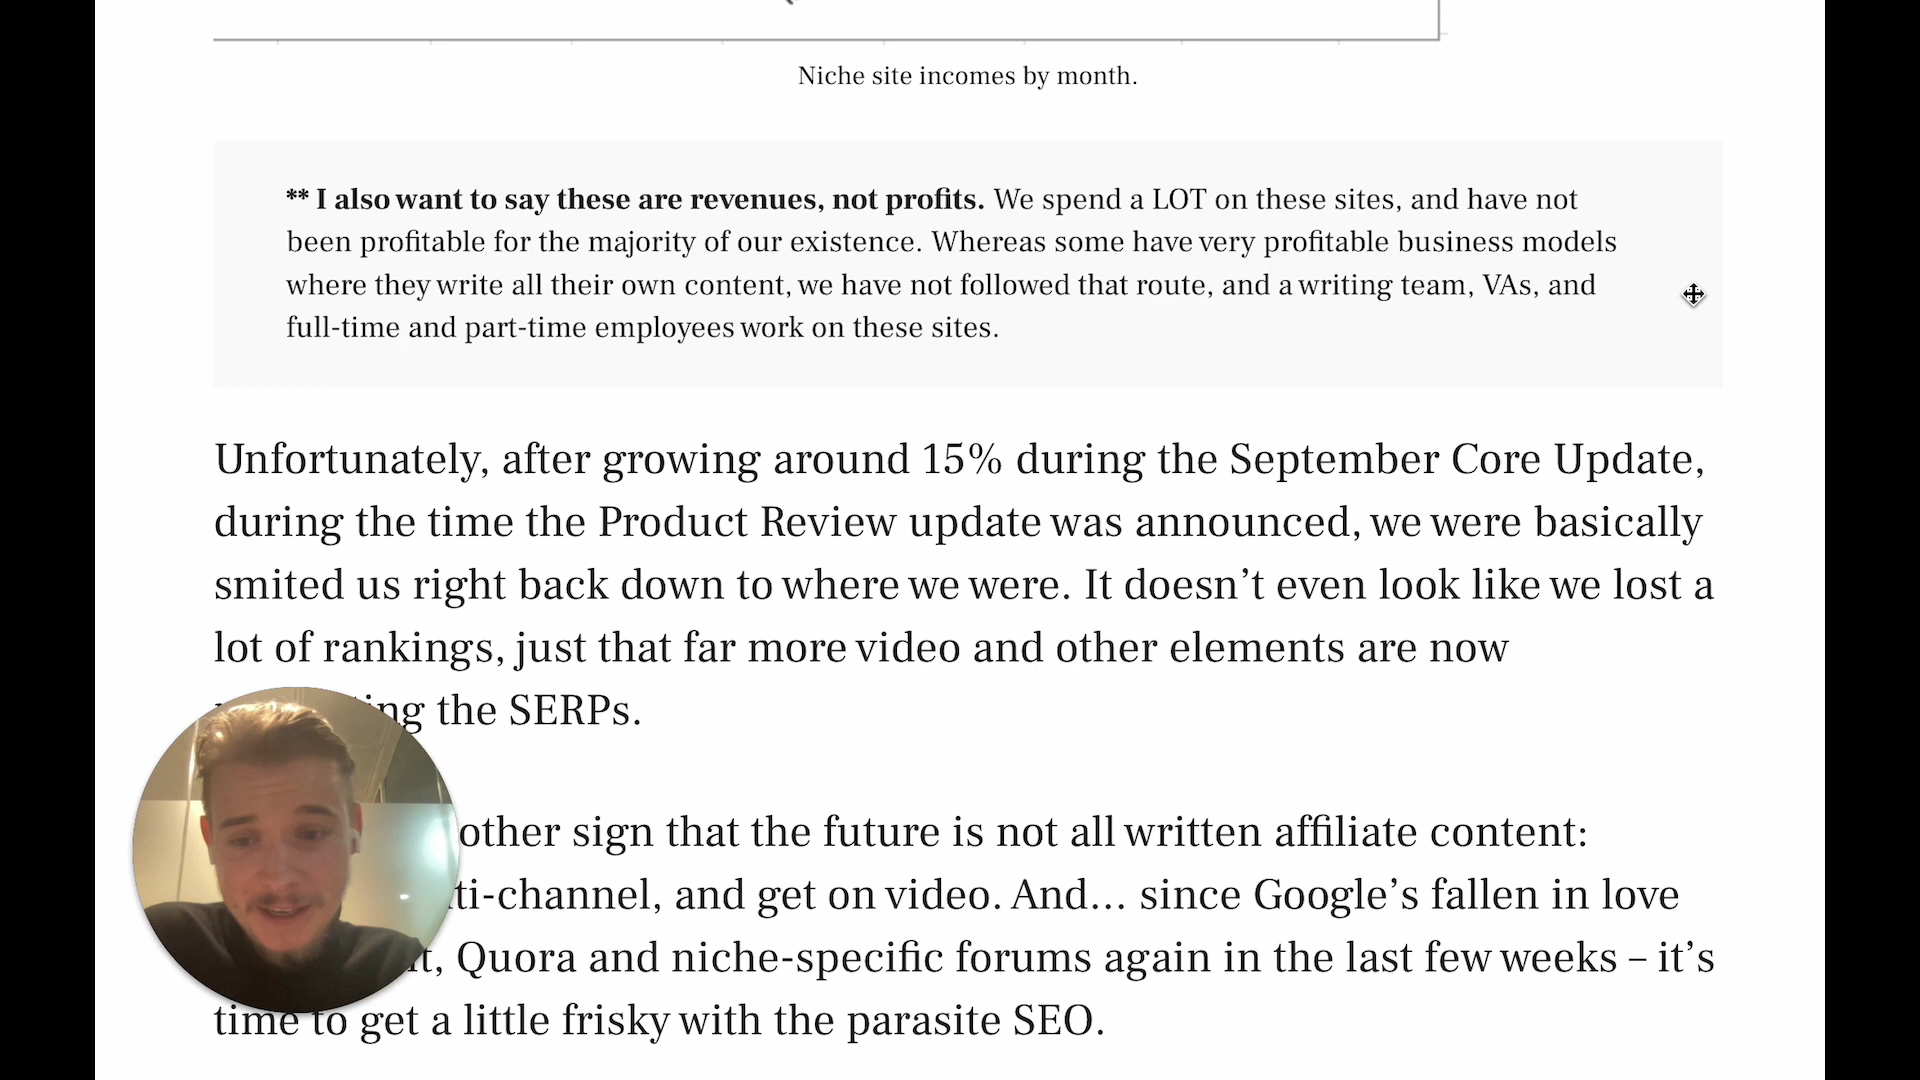 Niche site incomes by month.
** I also want to say these are revenues, not profits. We spend a LOT on these sites, and have not
been profitable for the majority of our existence. Whereas some have very profitable business models
where they write all their own content, we have not followed that route, and a writing team, VAs, and
full-time and part-time employees work on these sites.
Unfortunately, after growing around 15% during the September Core Update,
during the time the Product Review update was announced, we were basically
smited us right back down to where we were. It doesn’t even look like we lost a
lot of rankings, just that far more video and other elements are now
the SERPs.
other sign that the future is not all written affiliate content:
ti-channel, and get on video. And… since Google’s fallen in love
Quora and niche-specific forums again in the last few weeks – it’s
time to get a little frisky with the parasite SEO.